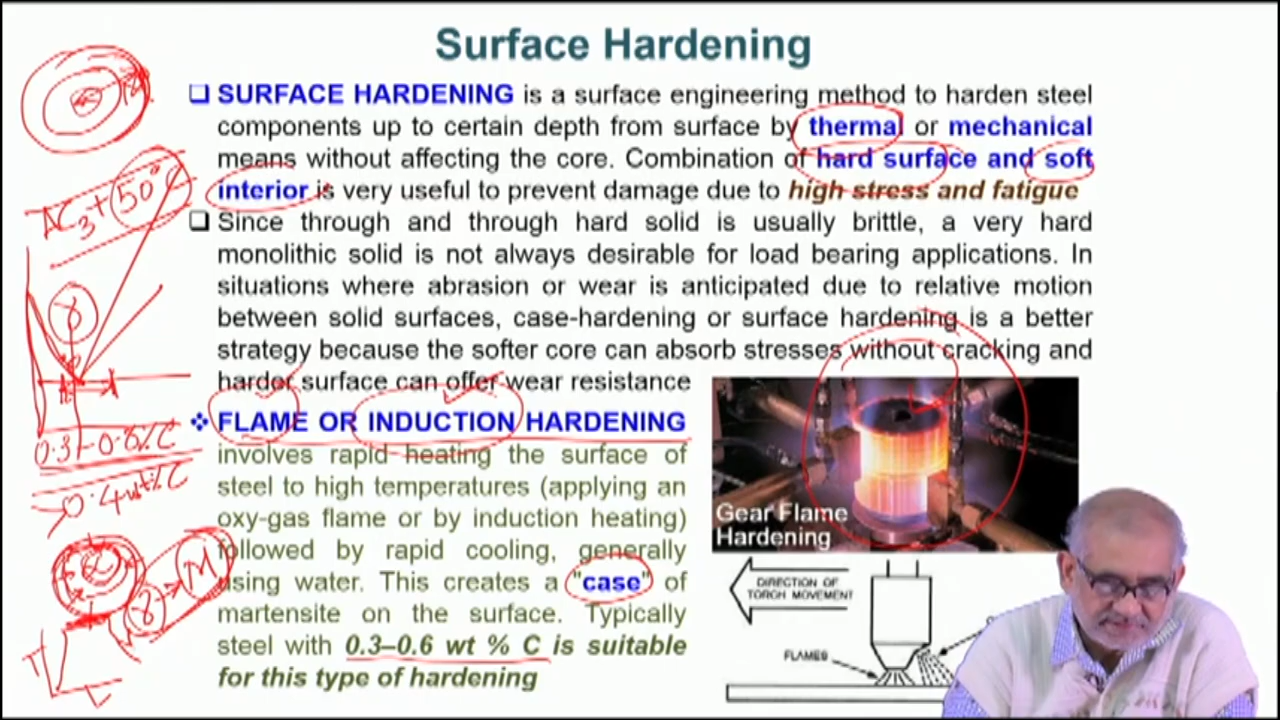 Surface Hardening
❑ SURFACE HARDENING is a surface engineering method to harden steel
components up to certain depth from surface by thermal or mechanical
means without affecting the core. Combination of hard surface and soft
interior is very useful to prevent damage due to high stress and fatigue
❑ Since through and through hard solid is usually brittle, a very hard
monolithic solid is not always desirable for load bearing applications. In
situations where abrasion or wear is anticipated due to relative motion
between solid surfaces, case-hardening or surface hardening is a better
strategy because the softer core can absorb stresses without cracking and
harder surface can offer wear resistance
❖ FLAME OR INDUCTION HARDENING
involves rapid heating the surface of
steel to high temperatures (applying an
oxy-gas flame or by induction heating)
followed by rapid cooling, generally
using water. This creates a "case" of
martensite on the surface. Typically
steel with 0.3–0.6 wt % C is suitable
for this type of hardening
AC3+50°C
γ
0.4wt%C
γ → M
Gear Flame
Hardening
DIRECTION OF
TORCH MOVEMENT
FLAMES